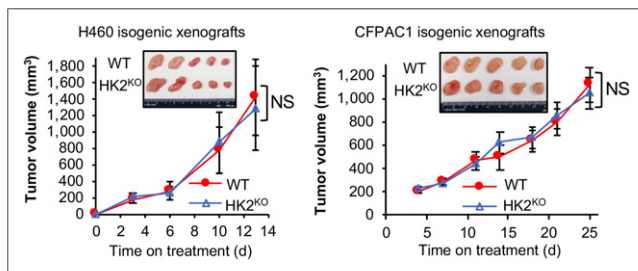 H460 isogenic xenografts
WT
HK2KO
Tumor volume (mm3)
1,800
1,600
1,400
1,200
1,000
800
600
400
200
0
0 2 4 6 8 10 12 14
Time on treatment (d)
NS
WT
HK2KO
CFPAC1 isogenic xenografts
WT
HK2KO
Tumor volume (mm3)
1,200
1,000
800
600
400
200
0
0 5 10 15 20 25
Time on treatment (d)
NS
WT
HK2KO